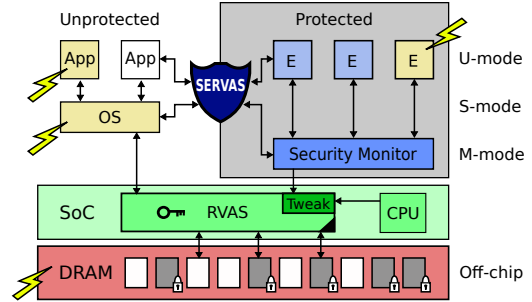 Unprotected
Protected
App
App
E
E
E
U-mode
SERVAS
S-mode
OS
Security Monitor
M-mode
SoC
RVAS
Tweak
CPU
DRAM
Off-chip